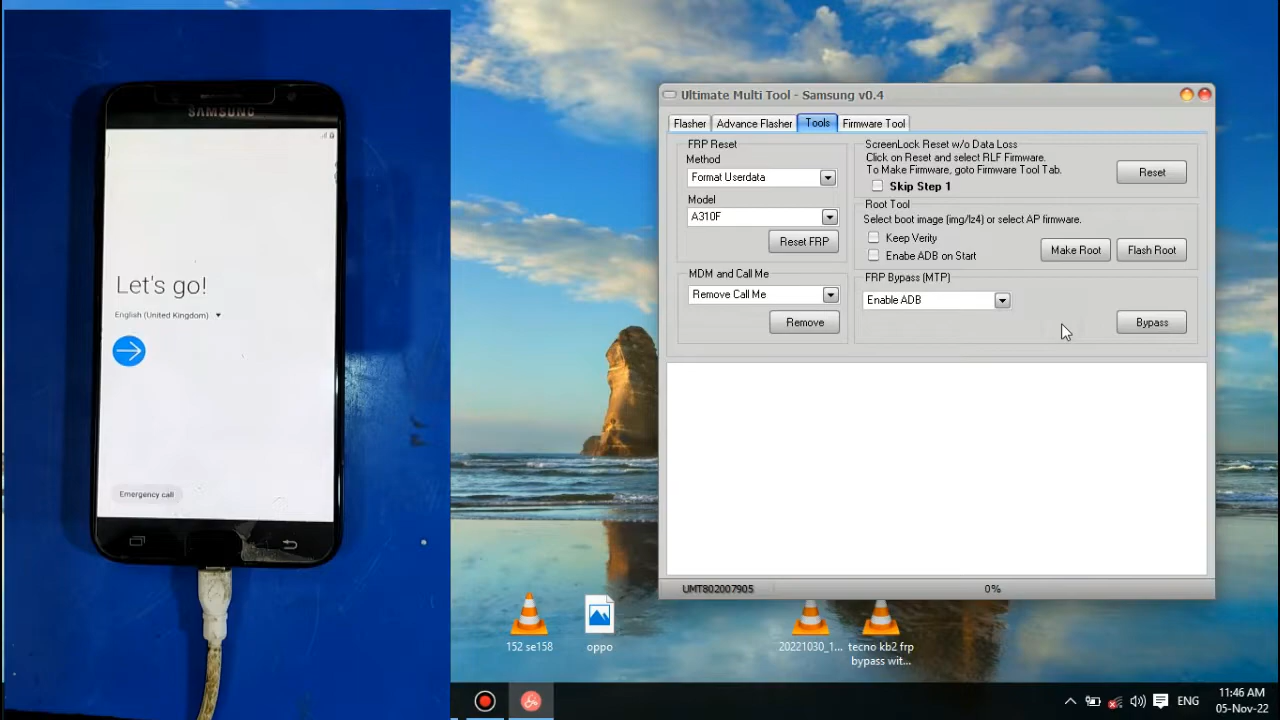 SAMSUNG
Let's go!
English (United Kingdom)
Emergency call
Ultimate Multi Tool - Samsung v0.4
Flasher
Advance Flasher
Tools
Firmware Tool
FRP Reset
Method
Format Userdata
Model
A310F
Reset FRP
MDM and Call Me
Remove Call Me
Remove
ScreenLock Reset w/o Data Loss
Click on Reset and select RLF Firmware.
To Make Firmware, goto Firmware Tool Tab.
Skip Step 1
Reset
Root Tool
Select boot image (img/lz4) or select AP firmware.
Keep Verity
Enable ADB on Start
Make Root
Flash Root
FRP Bypass (MTP)
Enable ADB
Bypass
UMT802007905
0%
152 se158
oppo
20221030_1...
tecno kb2 frp
bypass wit...
ENG
11:46 AM
05-Nov-22